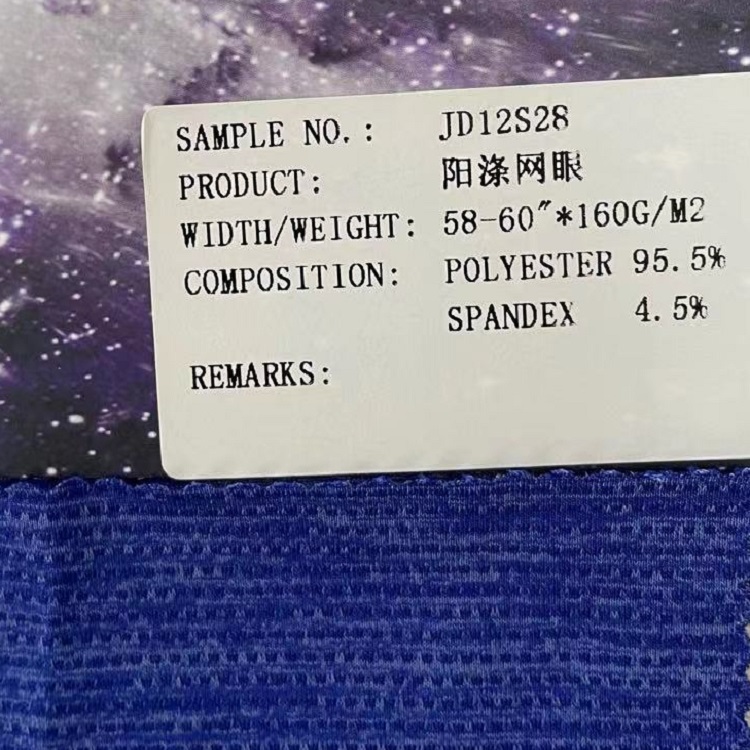 SAMPLE NO.: JD12S28
PRODUCT: 阳涤网眼
WIDTH/WEIGHT: 58-60"*160G/M2
COMPOSITION: POLYESTER 95.5%
SPANDEX 4.5%
REMARKS: